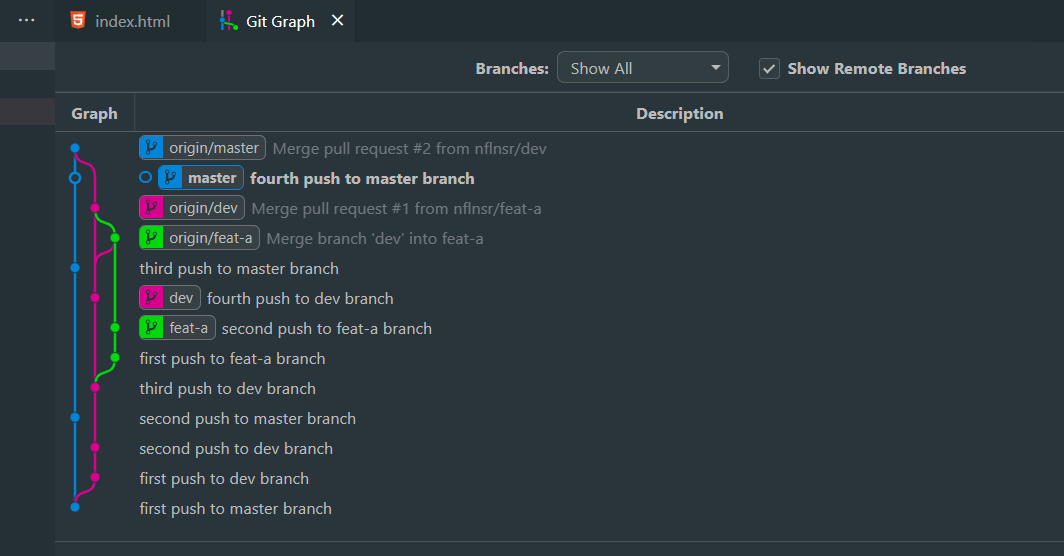 ··· index.html Git Graph ×
Branches: Show All Show Remote Branches
Graph Description
origin/master Merge pull request #2 from nflnsr/dev
master fourth push to master branch
origin/dev Merge pull request #1 from nflnsr/feat-a
origin/feat-a Merge branch 'dev' into feat-a
third push to master branch
dev fourth push to dev branch
feat-a second push to feat-a branch
first push to feat-a branch
third push to dev branch
second push to master branch
second push to dev branch
first push to dev branch
first push to master branch